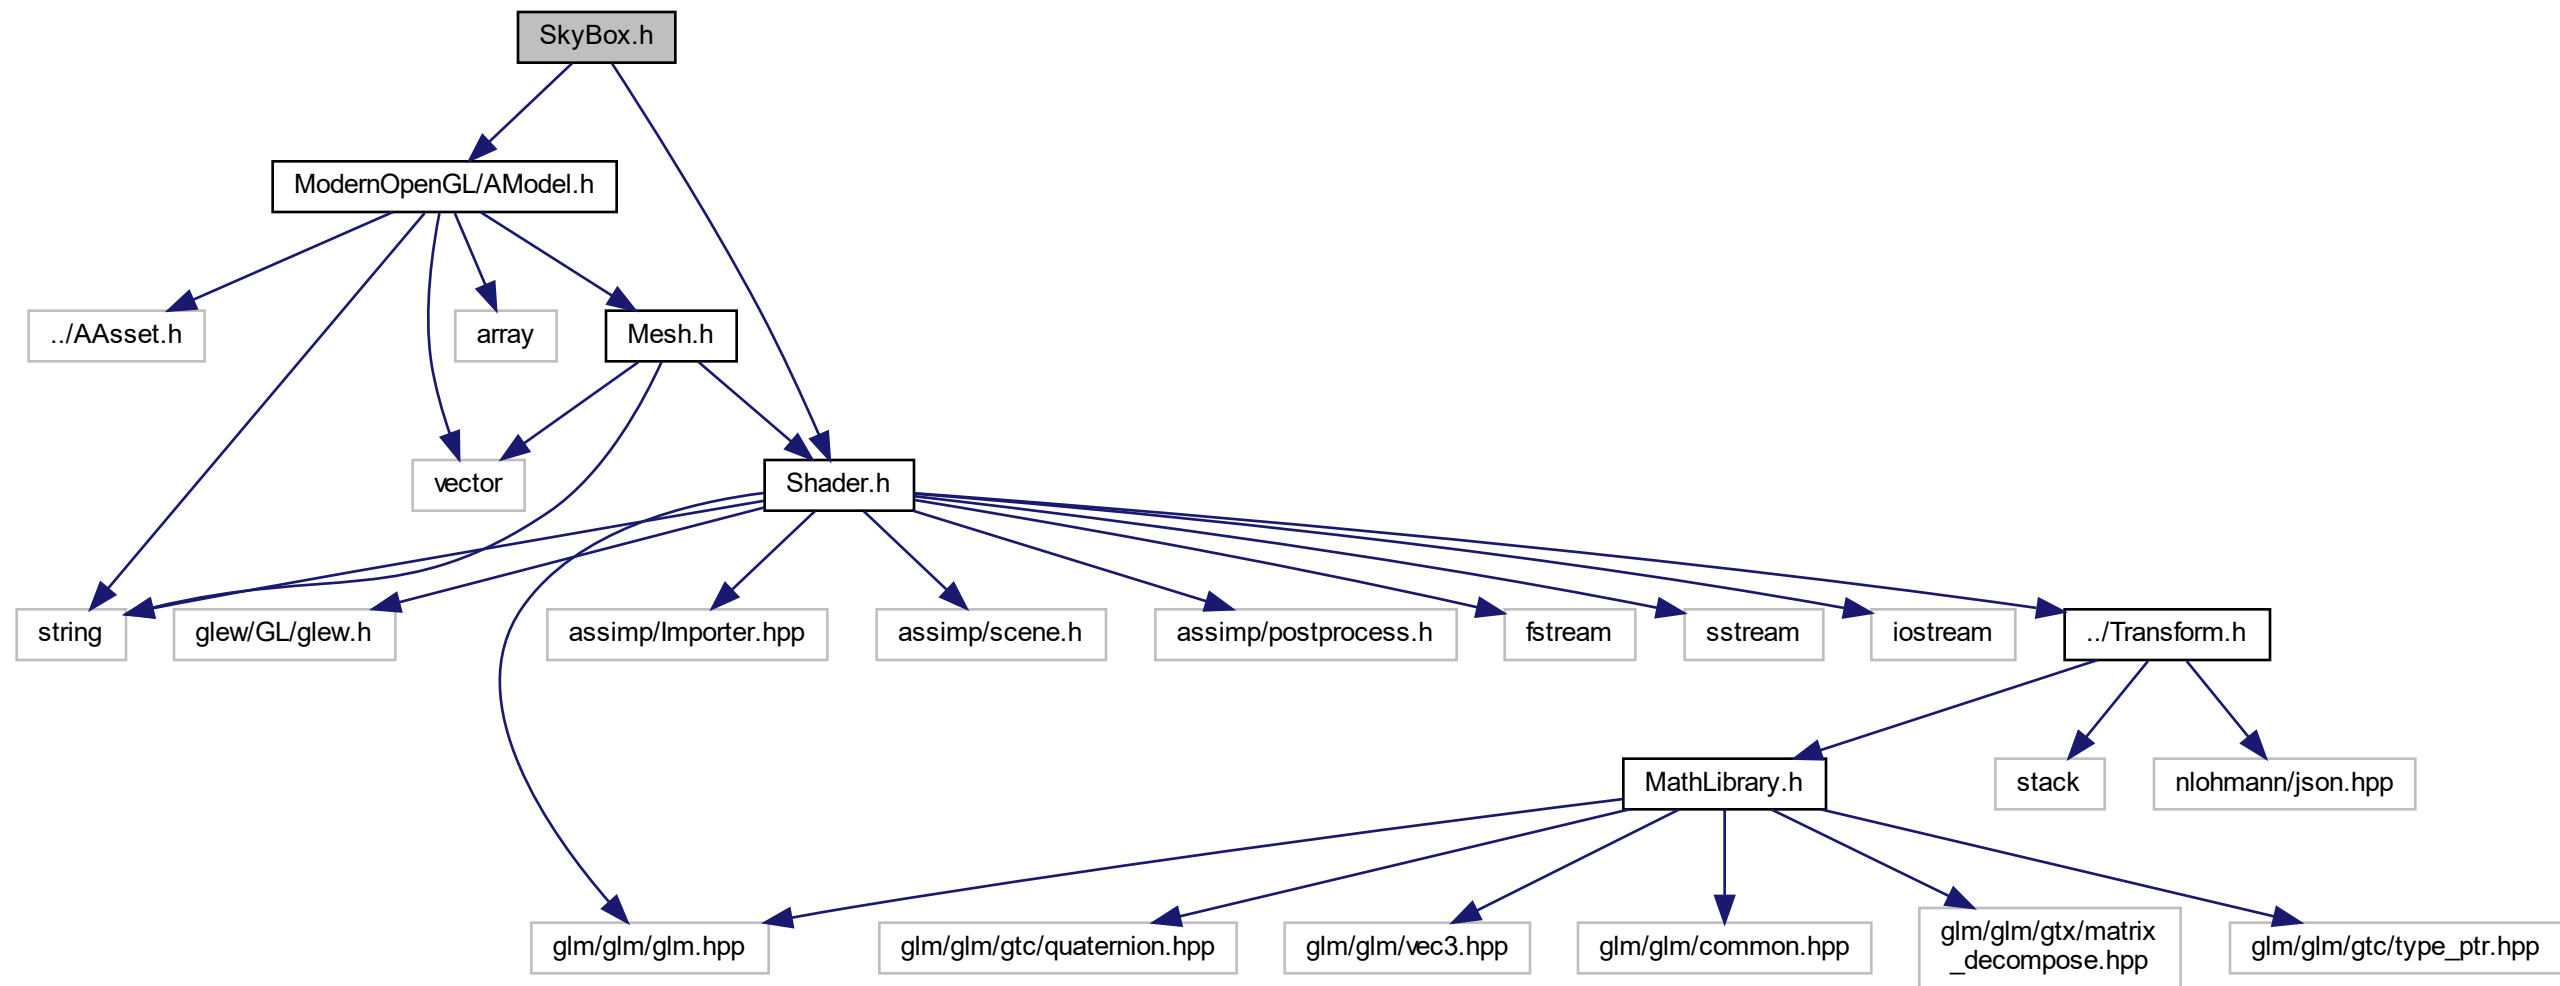 SkyBox.h
ModernOpenGL/AModel.h
../AAsset.h
array
Mesh.h
vector
Shader.h
string
glew/GL/glew.h
assimp/Importer.hpp
assimp/scene.h
assimp/postprocess.h
fstream
sstream
iostream
../Transform.h
MathLibrary.h
stack
nlohmann/json.hpp
glm/glm/glm.hpp
glm/glm/gtc/quaternion.hpp
glm/glm/vec3.hpp
glm/glm/common.hpp
glm/glm/gtx/matrix
_decompose.hpp
glm/glm/gtc/type_ptr.hpp